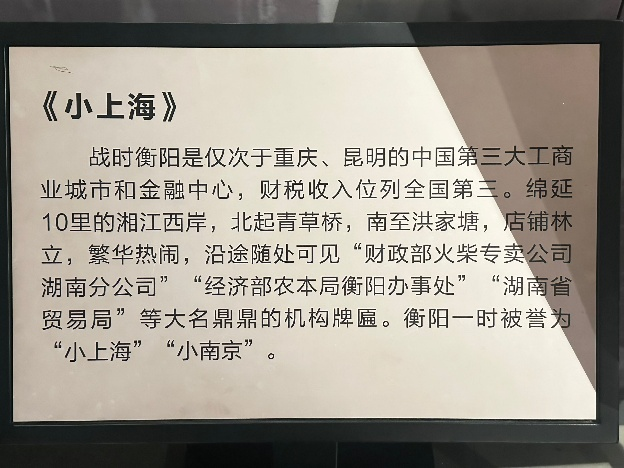 《小上海》
战时衡阳是仅次于重庆、昆明的中国第三大工商
业城市和金融中心，财税收入位列全国第三。绵延
10里的湘江西岸，北起青草桥，南至洪家塘，店铺林
立，繁华热闹，沿途随处可见“财政部火柴专卖公司
湖南分公司”“经济部农本局衡阳办事处”“湖南省
贸易局”等大名鼎鼎的机构牌匾。衡阳一时被誉为
“小上海”“小南京”。